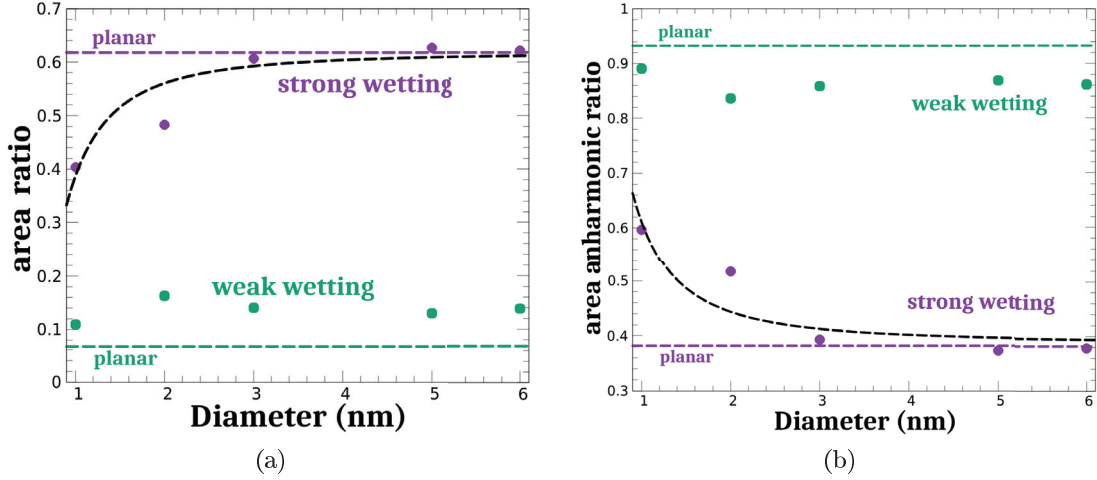 0.7
planar
0.6
strong wetting
0.5
0.4
0.3
0.2
weak wetting
0.1
planar
0
1 2 3 4 5 6
area ratio
Diameter (nm)
(a)
1
planar
0.9
weak wetting
0.8
0.7
0.6
0.5
strong wetting
0.4
planar
0.3
1 2 3 4 5 6
area anharmonic ratio
Diameter (nm)
(b)